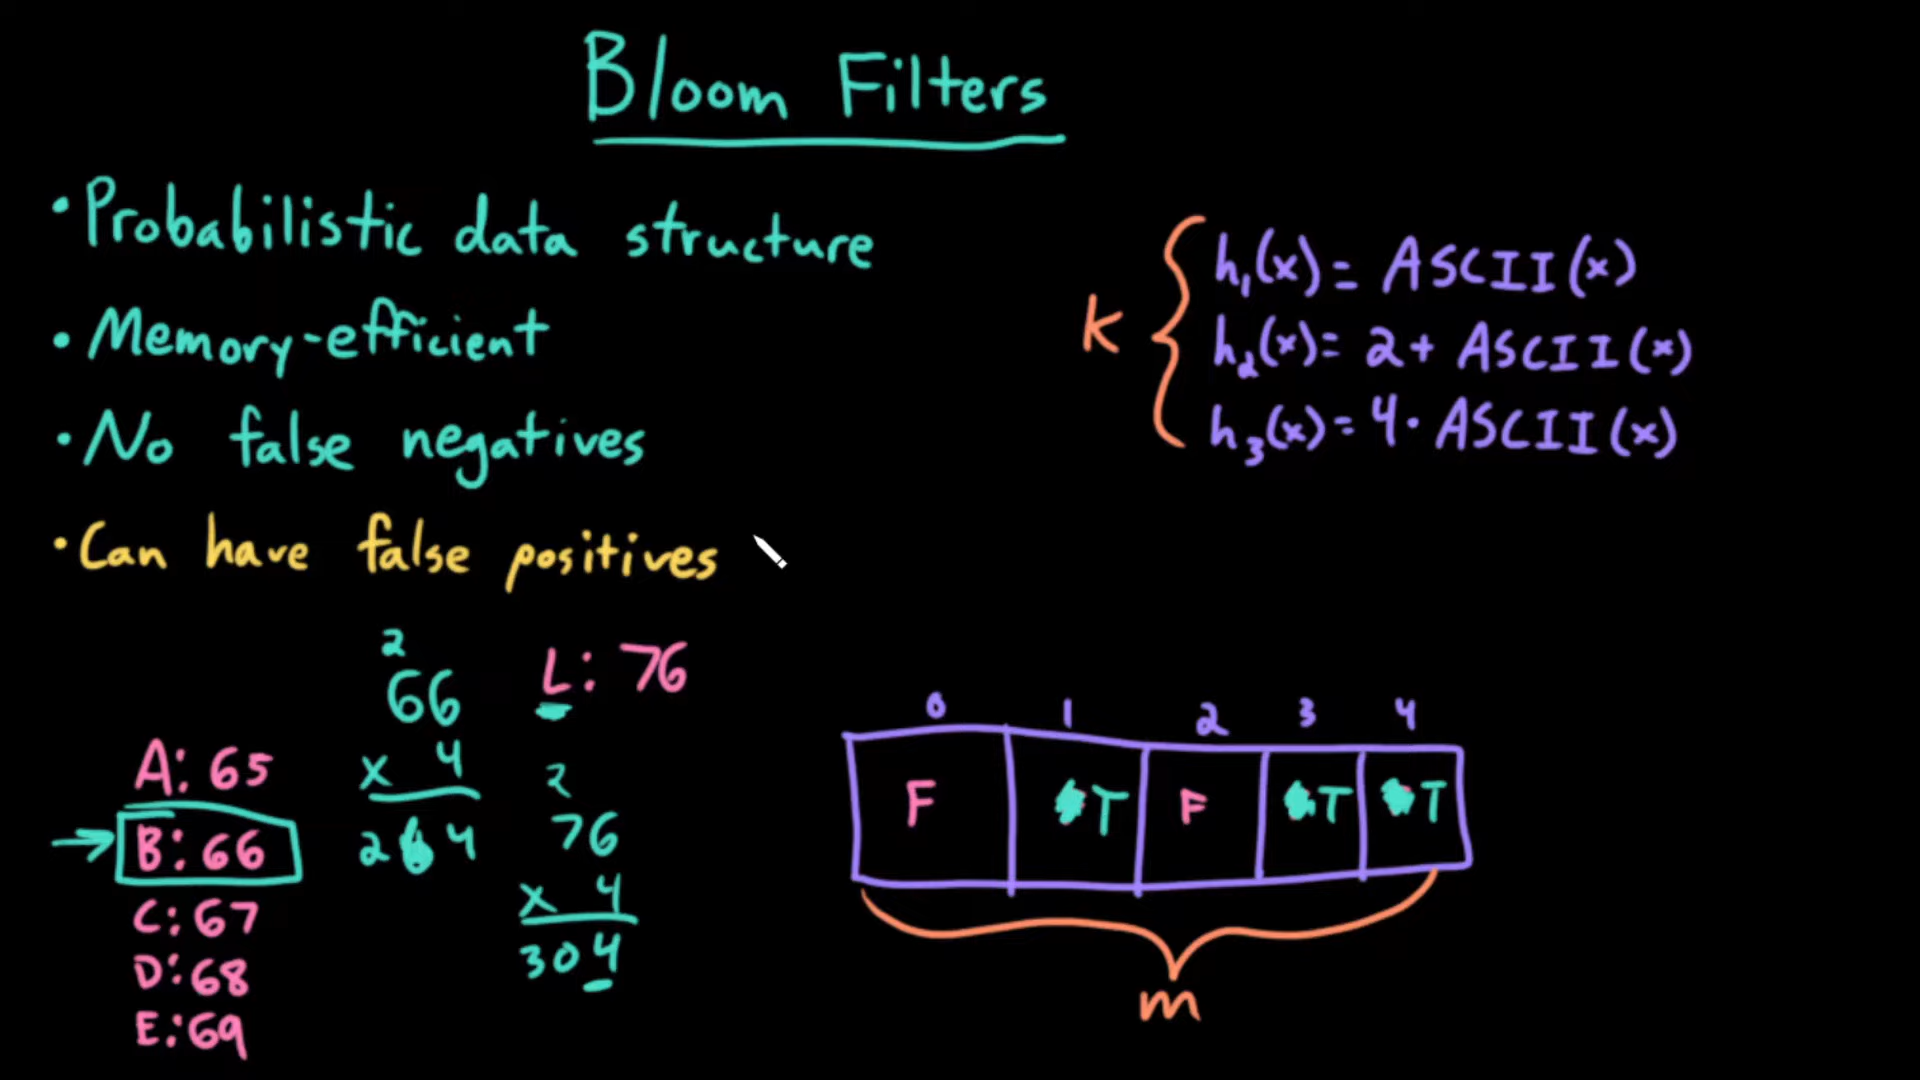 Bloom Filters
• Probabilistic data structure
• Memory-efficient
• No false negatives
• Can have false positives
K
h₁(x) = ASCII(x)
h₂(x) = 2 + ASCII(x)
h₃(x) = 4 · ASCII(x)
A: 65
B: 66
C: 67
D: 68
E: 69
2
66
x 4
264
L: 76
2
76
x 4
304
0 1 2 3 4
F T F T T
m